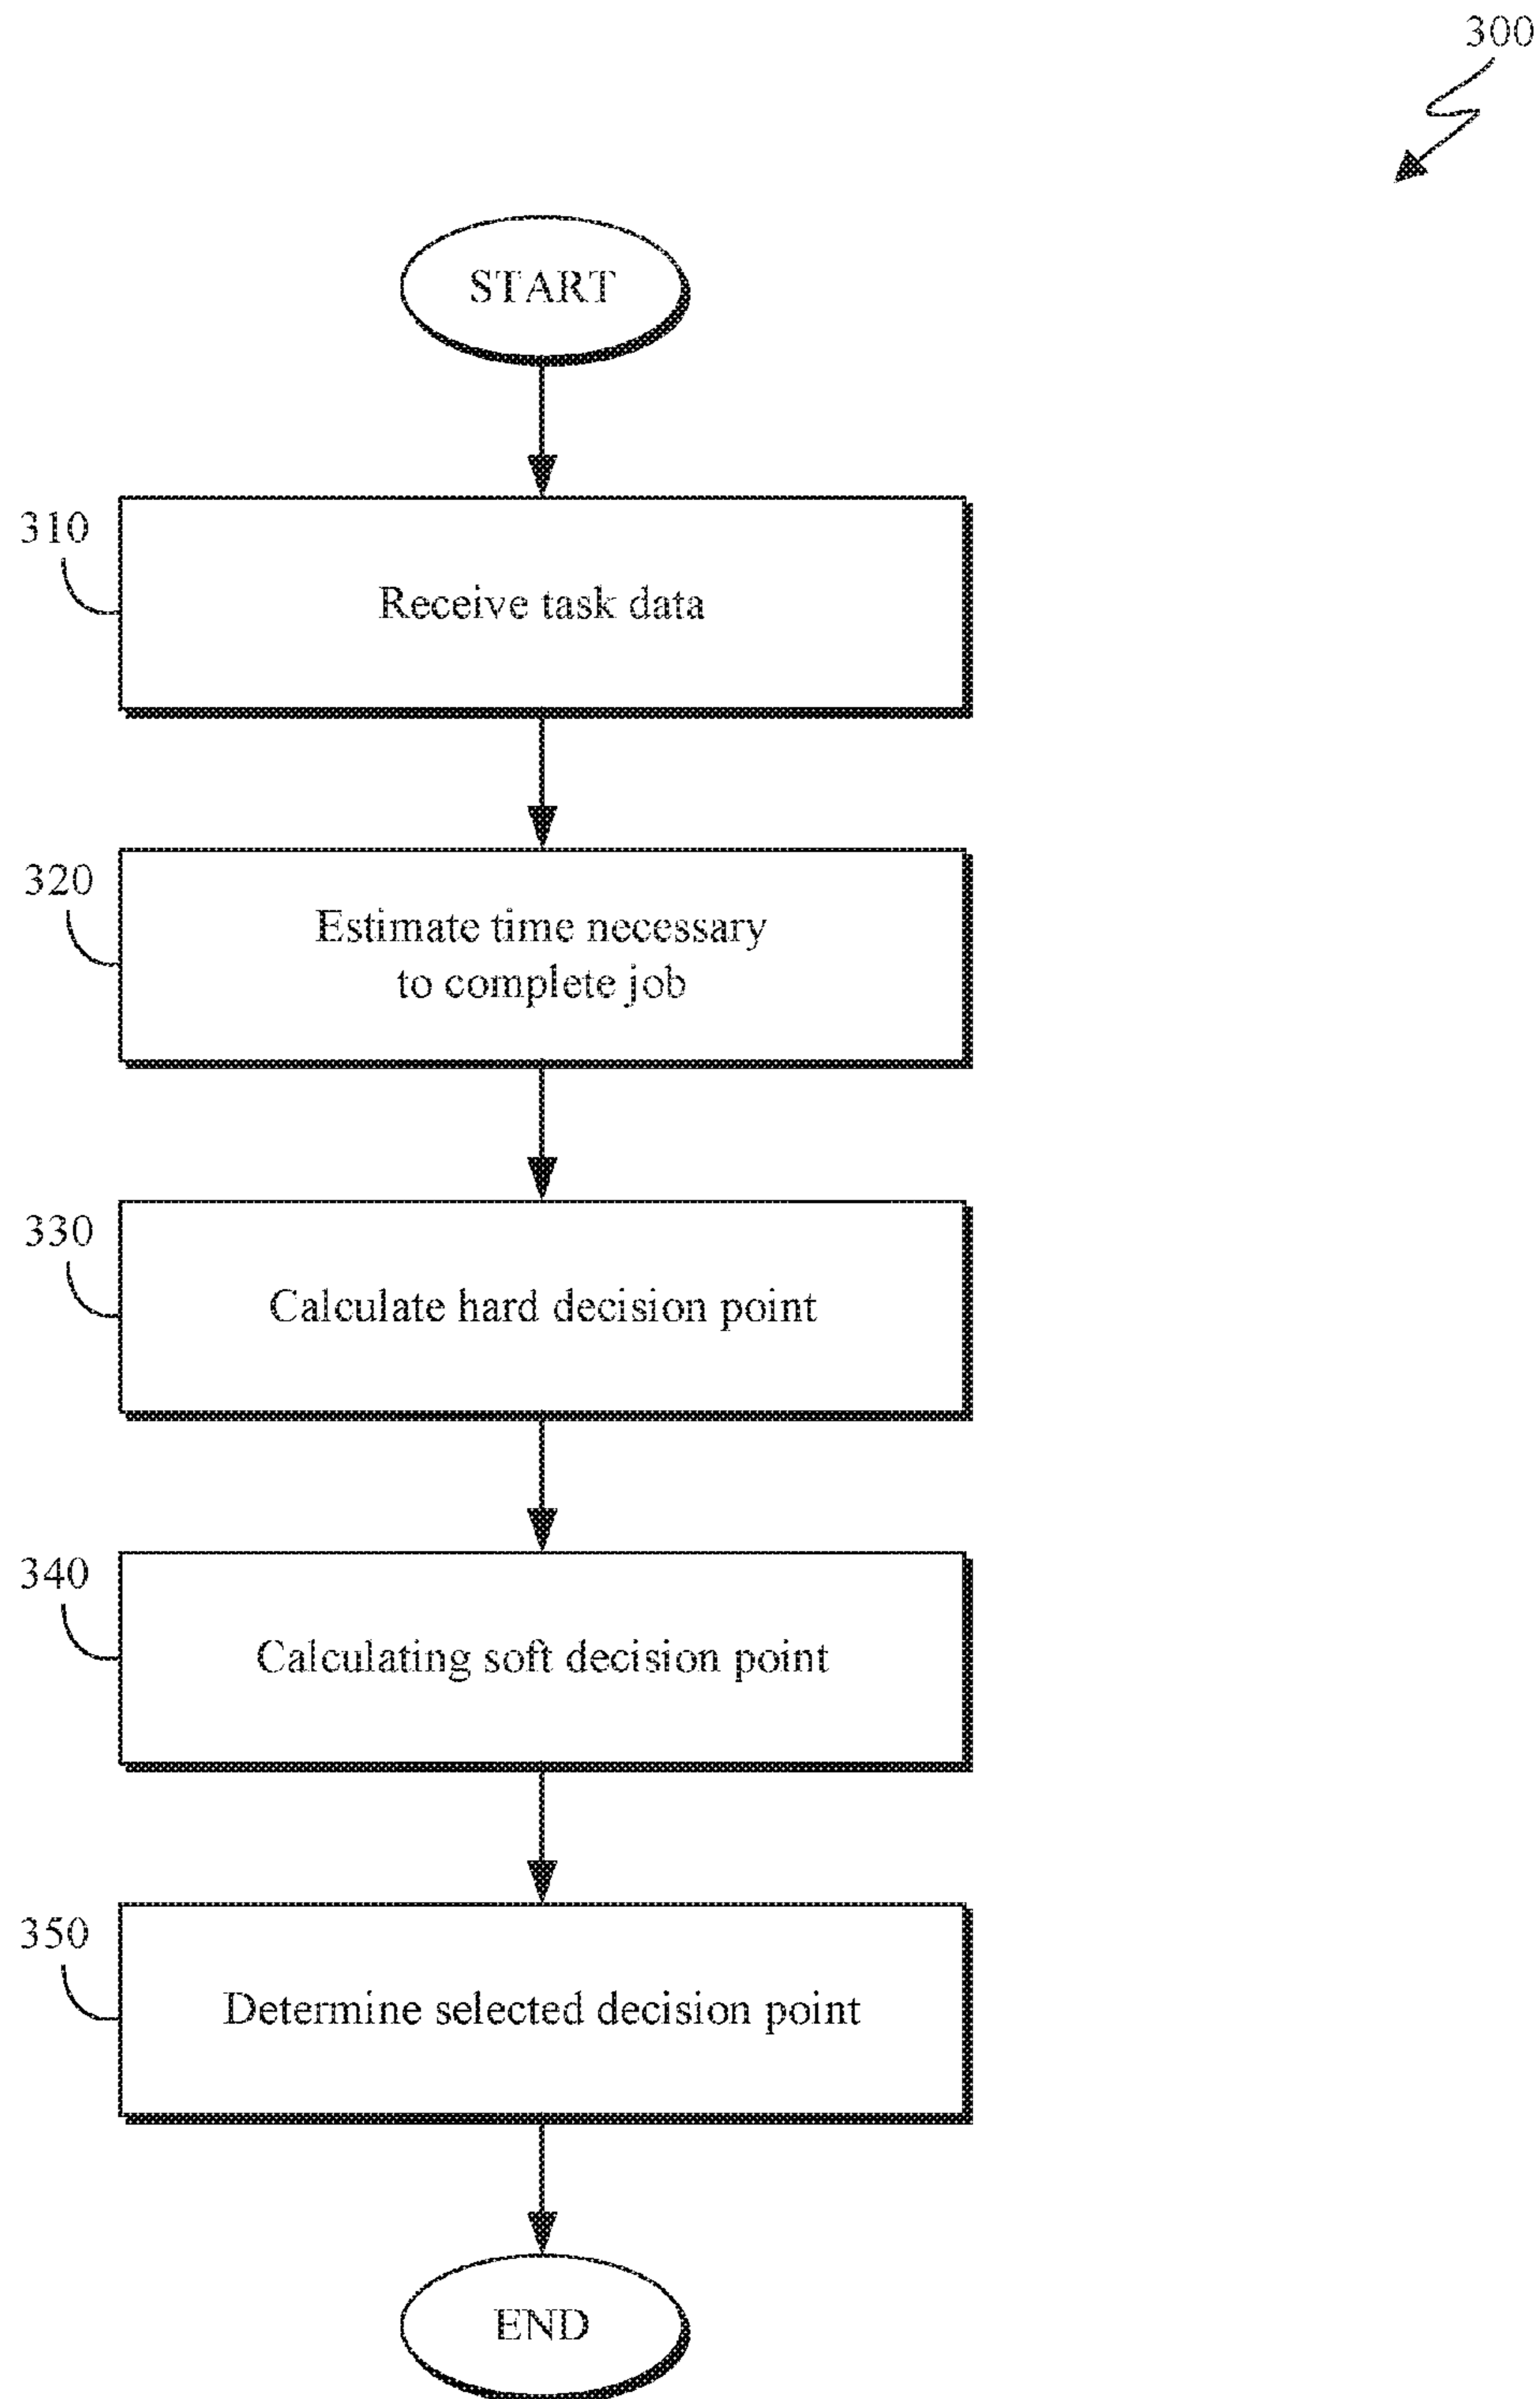 300
START
310
Receive task data
320
Estimate time necessary
to complete job
330
Calculate hard decision point
340
Calculating soft decision point
350
Determine selected decision point
END